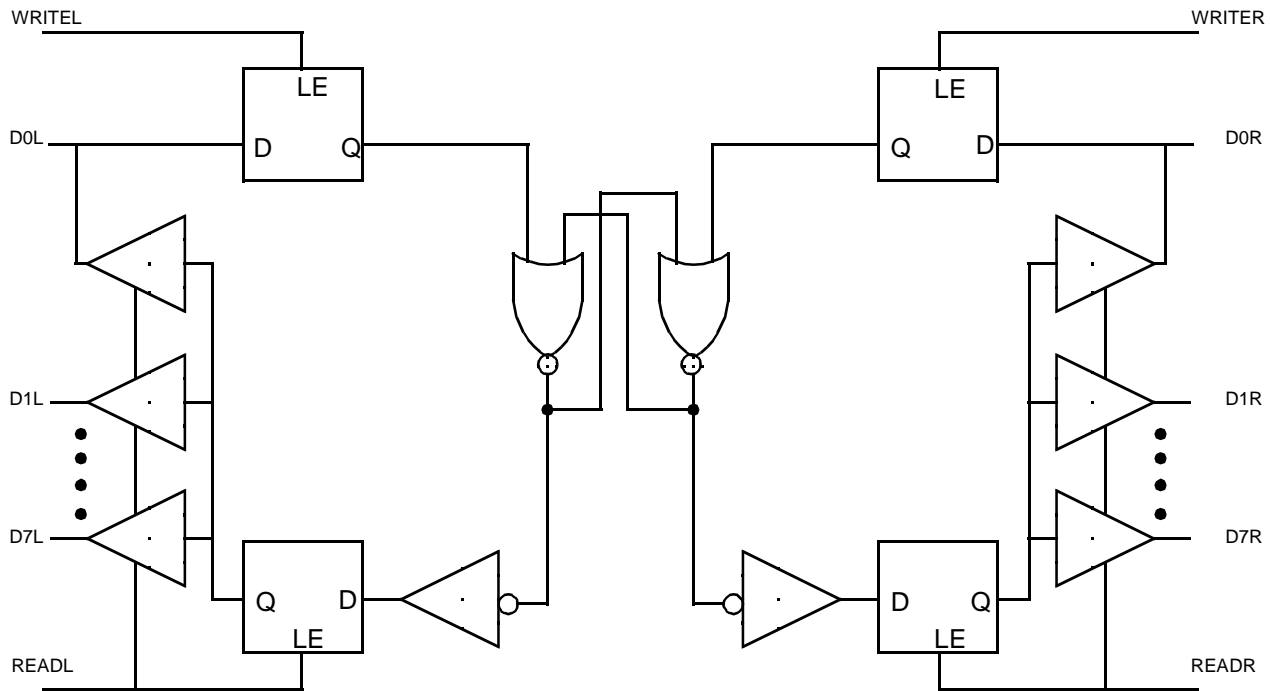 WRITEL
WRITER
LE
LE
D0L
D
Q
Q
D
D0R
D1L
D1R
D7L
D7R
Q
D
D
Q
LE
LE
READL
READR